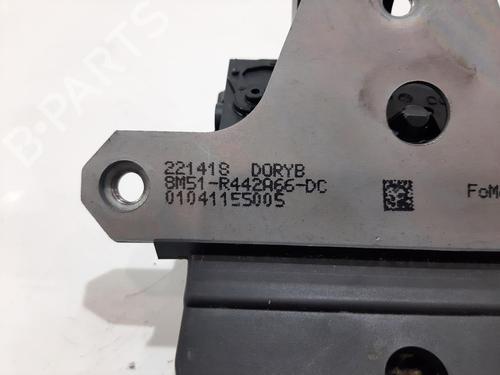 221418 DORYB
8M51-R442A66-DC FoM
01041155005
B-PARTS